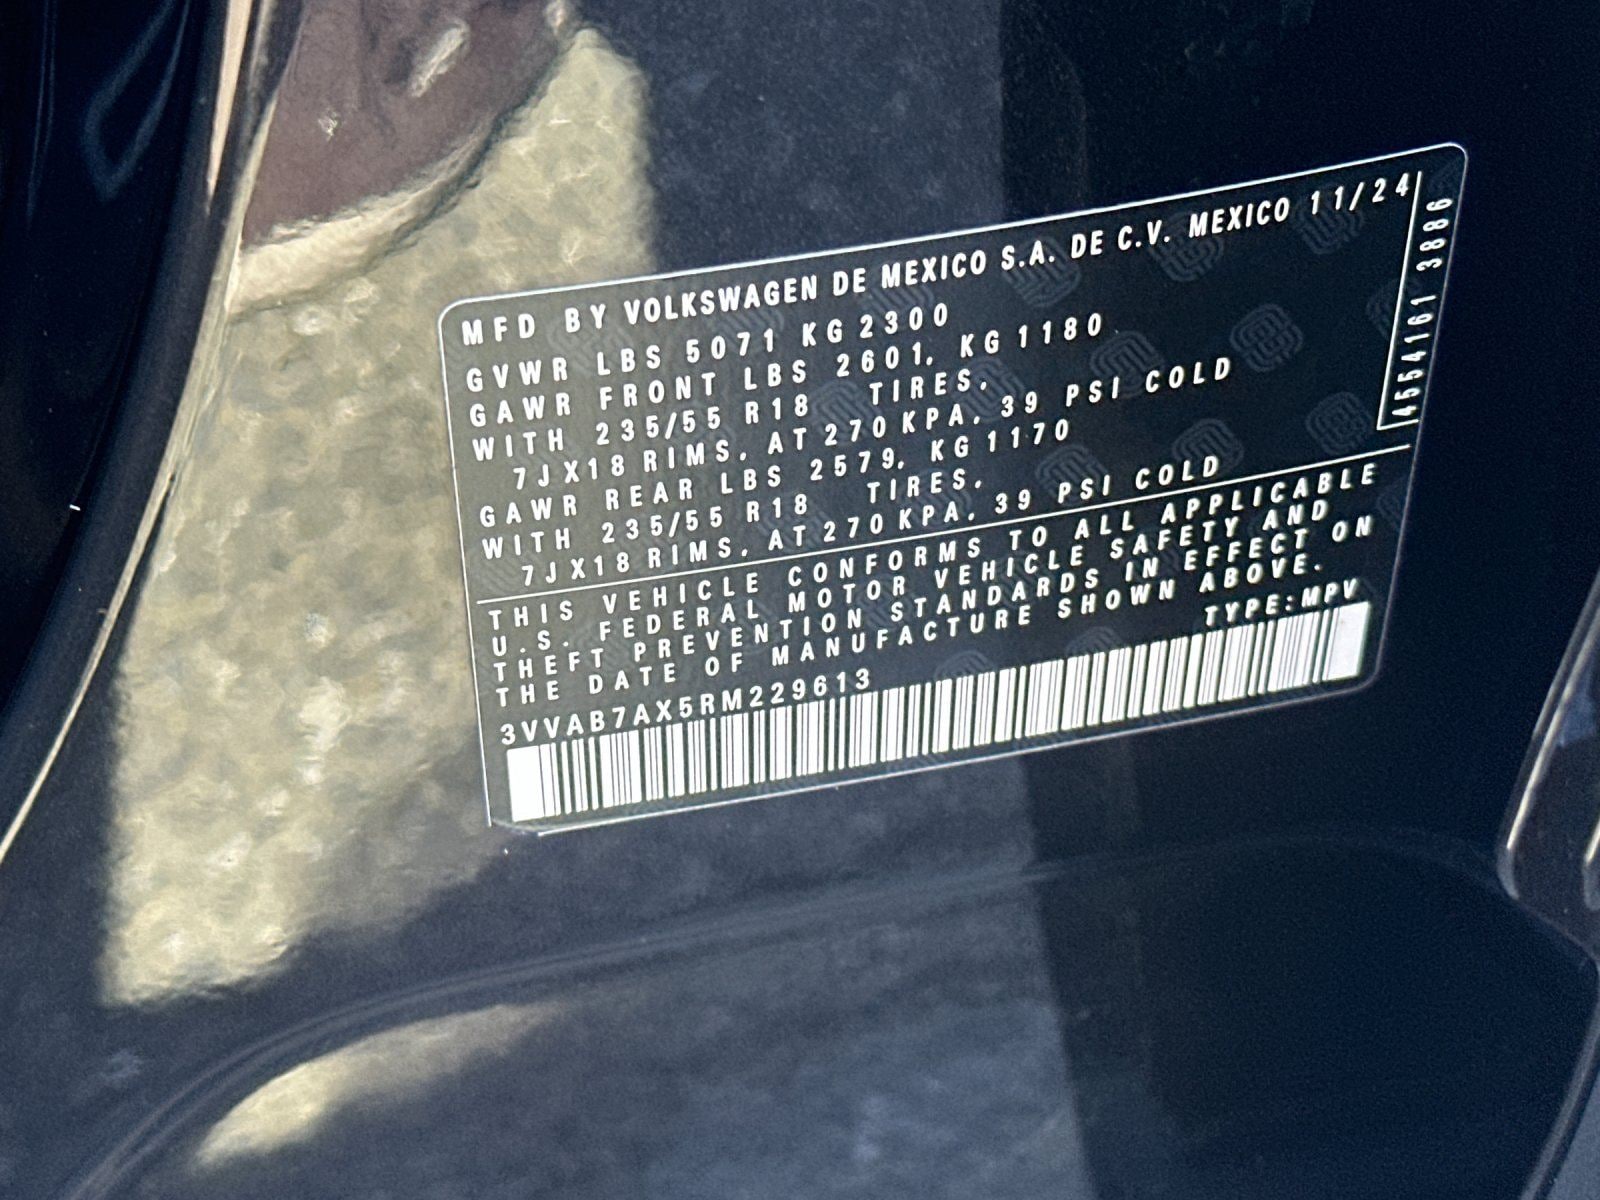 MFD BY VOLKSWAGEN DE MEXICO S.A. DE C.V. MEXICO 11/24
GVWR LBS 5071 KG 2300
GAWR FRONT LBS 2601, KG 1180
WITH 235/55 R18 TIRES,
7JX18 RIMS, AT 270 KPA, 39 PSI COLD
GAWR REAR LBS 2579, KG 1170
WITH 235/55 R18 TIRES,
7JX18 RIMS, AT 270 KPA, 39 PSI COLD
4554161 3886
THIS VEHICLE CONFORMS TO ALL APPLICABLE
U.S. FEDERAL MOTOR VEHICLE SAFETY AND
THEFT PREVENTION STANDARDS IN EFFECT ON
THE DATE OF MANUFACTURE SHOWN ABOVE.
TYPE:MPV
3VVAB7AX5RM229613